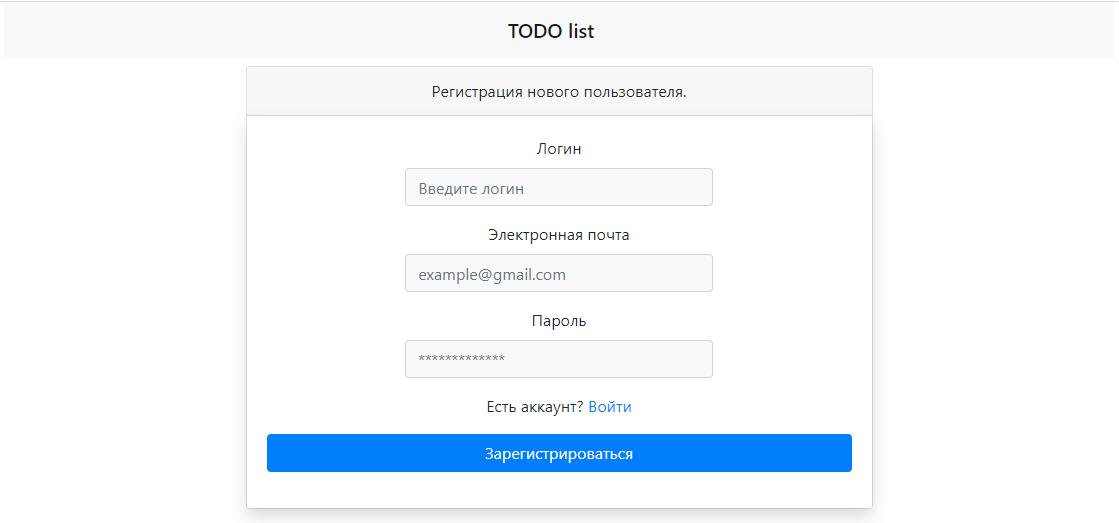 TODO list
Регистрация нового пользователя.
Логин
Введите логин
Электронная почта
example@gmail.com
Пароль
*************
Есть аккаунт? Войти
Зарегистрироваться